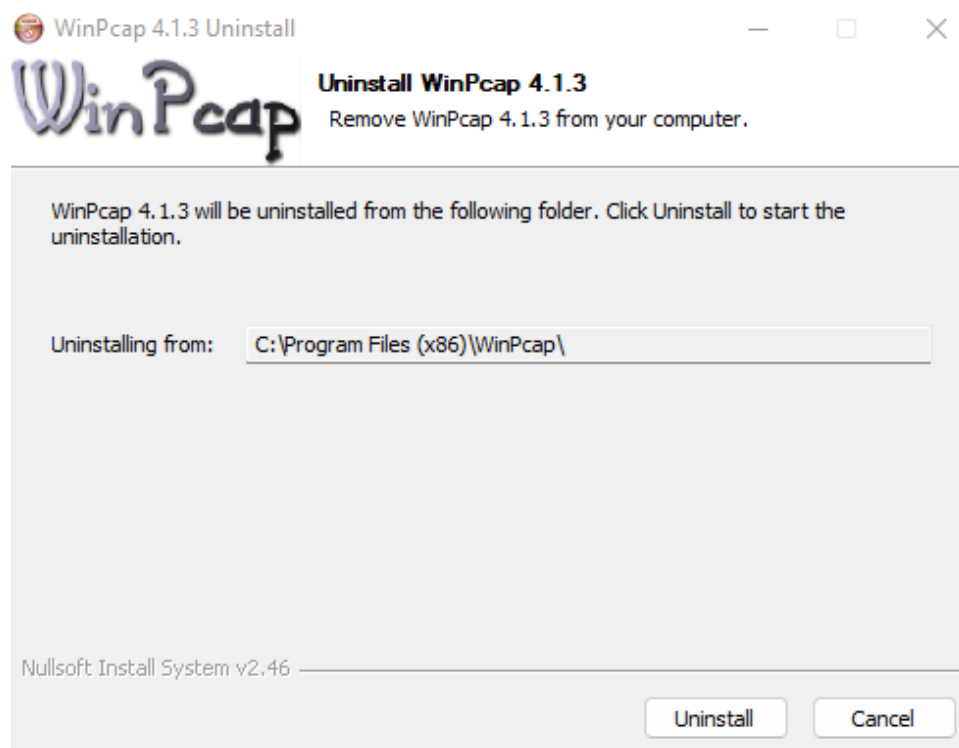 WinPcap 4.1.3 Uninstall
WinPcap
Uninstall WinPcap 4.1.3
Remove WinPcap 4.1.3 from your computer.
WinPcap 4.1.3 will be uninstalled from the following folder. Click Uninstall to start the
uninstallation.
Uninstalling from: C:\Program Files (x86)\WinPcap\
Nullsoft Install System v2.46
Uninstall Cancel